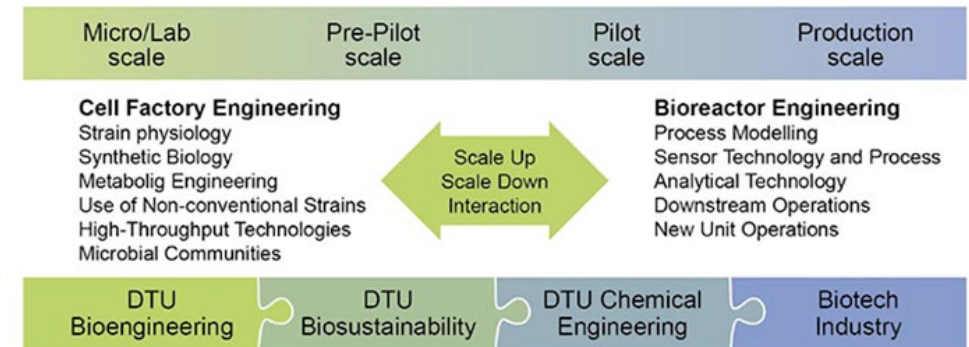 Micro/Lab
scale
Pre-Pilot
scale
Pilot
scale
Production
scale
Cell Factory Engineering
Strain physiology
Synthetic Biology
Metabolig Engineering
Use of Non-conventional Strains
High-Throughput Technologies
Microbial Communities
Scale Up
Scale Down
Interaction
Bioreactor Engineering
Process Modelling
Sensor Technology and Process
Analytical Technology
Downstream Operations
New Unit Operations
DTU
Bioengineering
DTU
Biosustainability
DTU Chemical
Engineering
Biotech
Industry